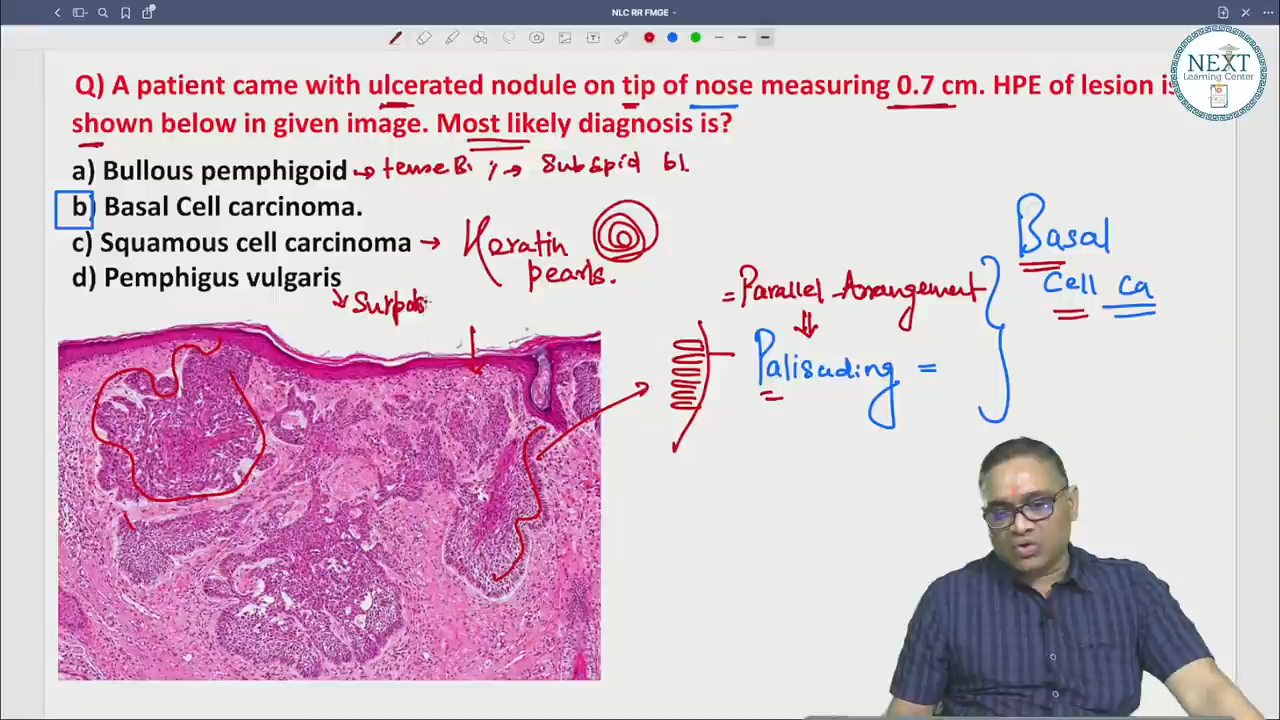 NLC RR FMGE
NEXT
Learning Center
Q) A patient came with ulcerated nodule on tip of nose measuring 0.7 cm. HPE of lesion is
shown below in given image. Most likely diagnosis is?
a) Bullous pemphigoid → tense B. → SubEpid bl.
b) Basal Cell carcinoma.
c) Squamous cell carcinoma → Keratin
pearls.
d) Pemphigus vulgaris
Basal
Cell ca
= Parallel Arrangement
Palisading =